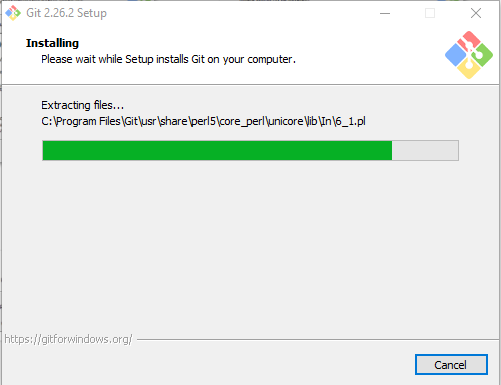 Git 2.26.2 Setup
Installing
Please wait while Setup installs Git on your computer.
Extracting files...
C:\Program Files\Git\usr\share\perl5\core_perl\unicore\lib\In\6_1.pl
https://gitforwindows.org/
Cancel